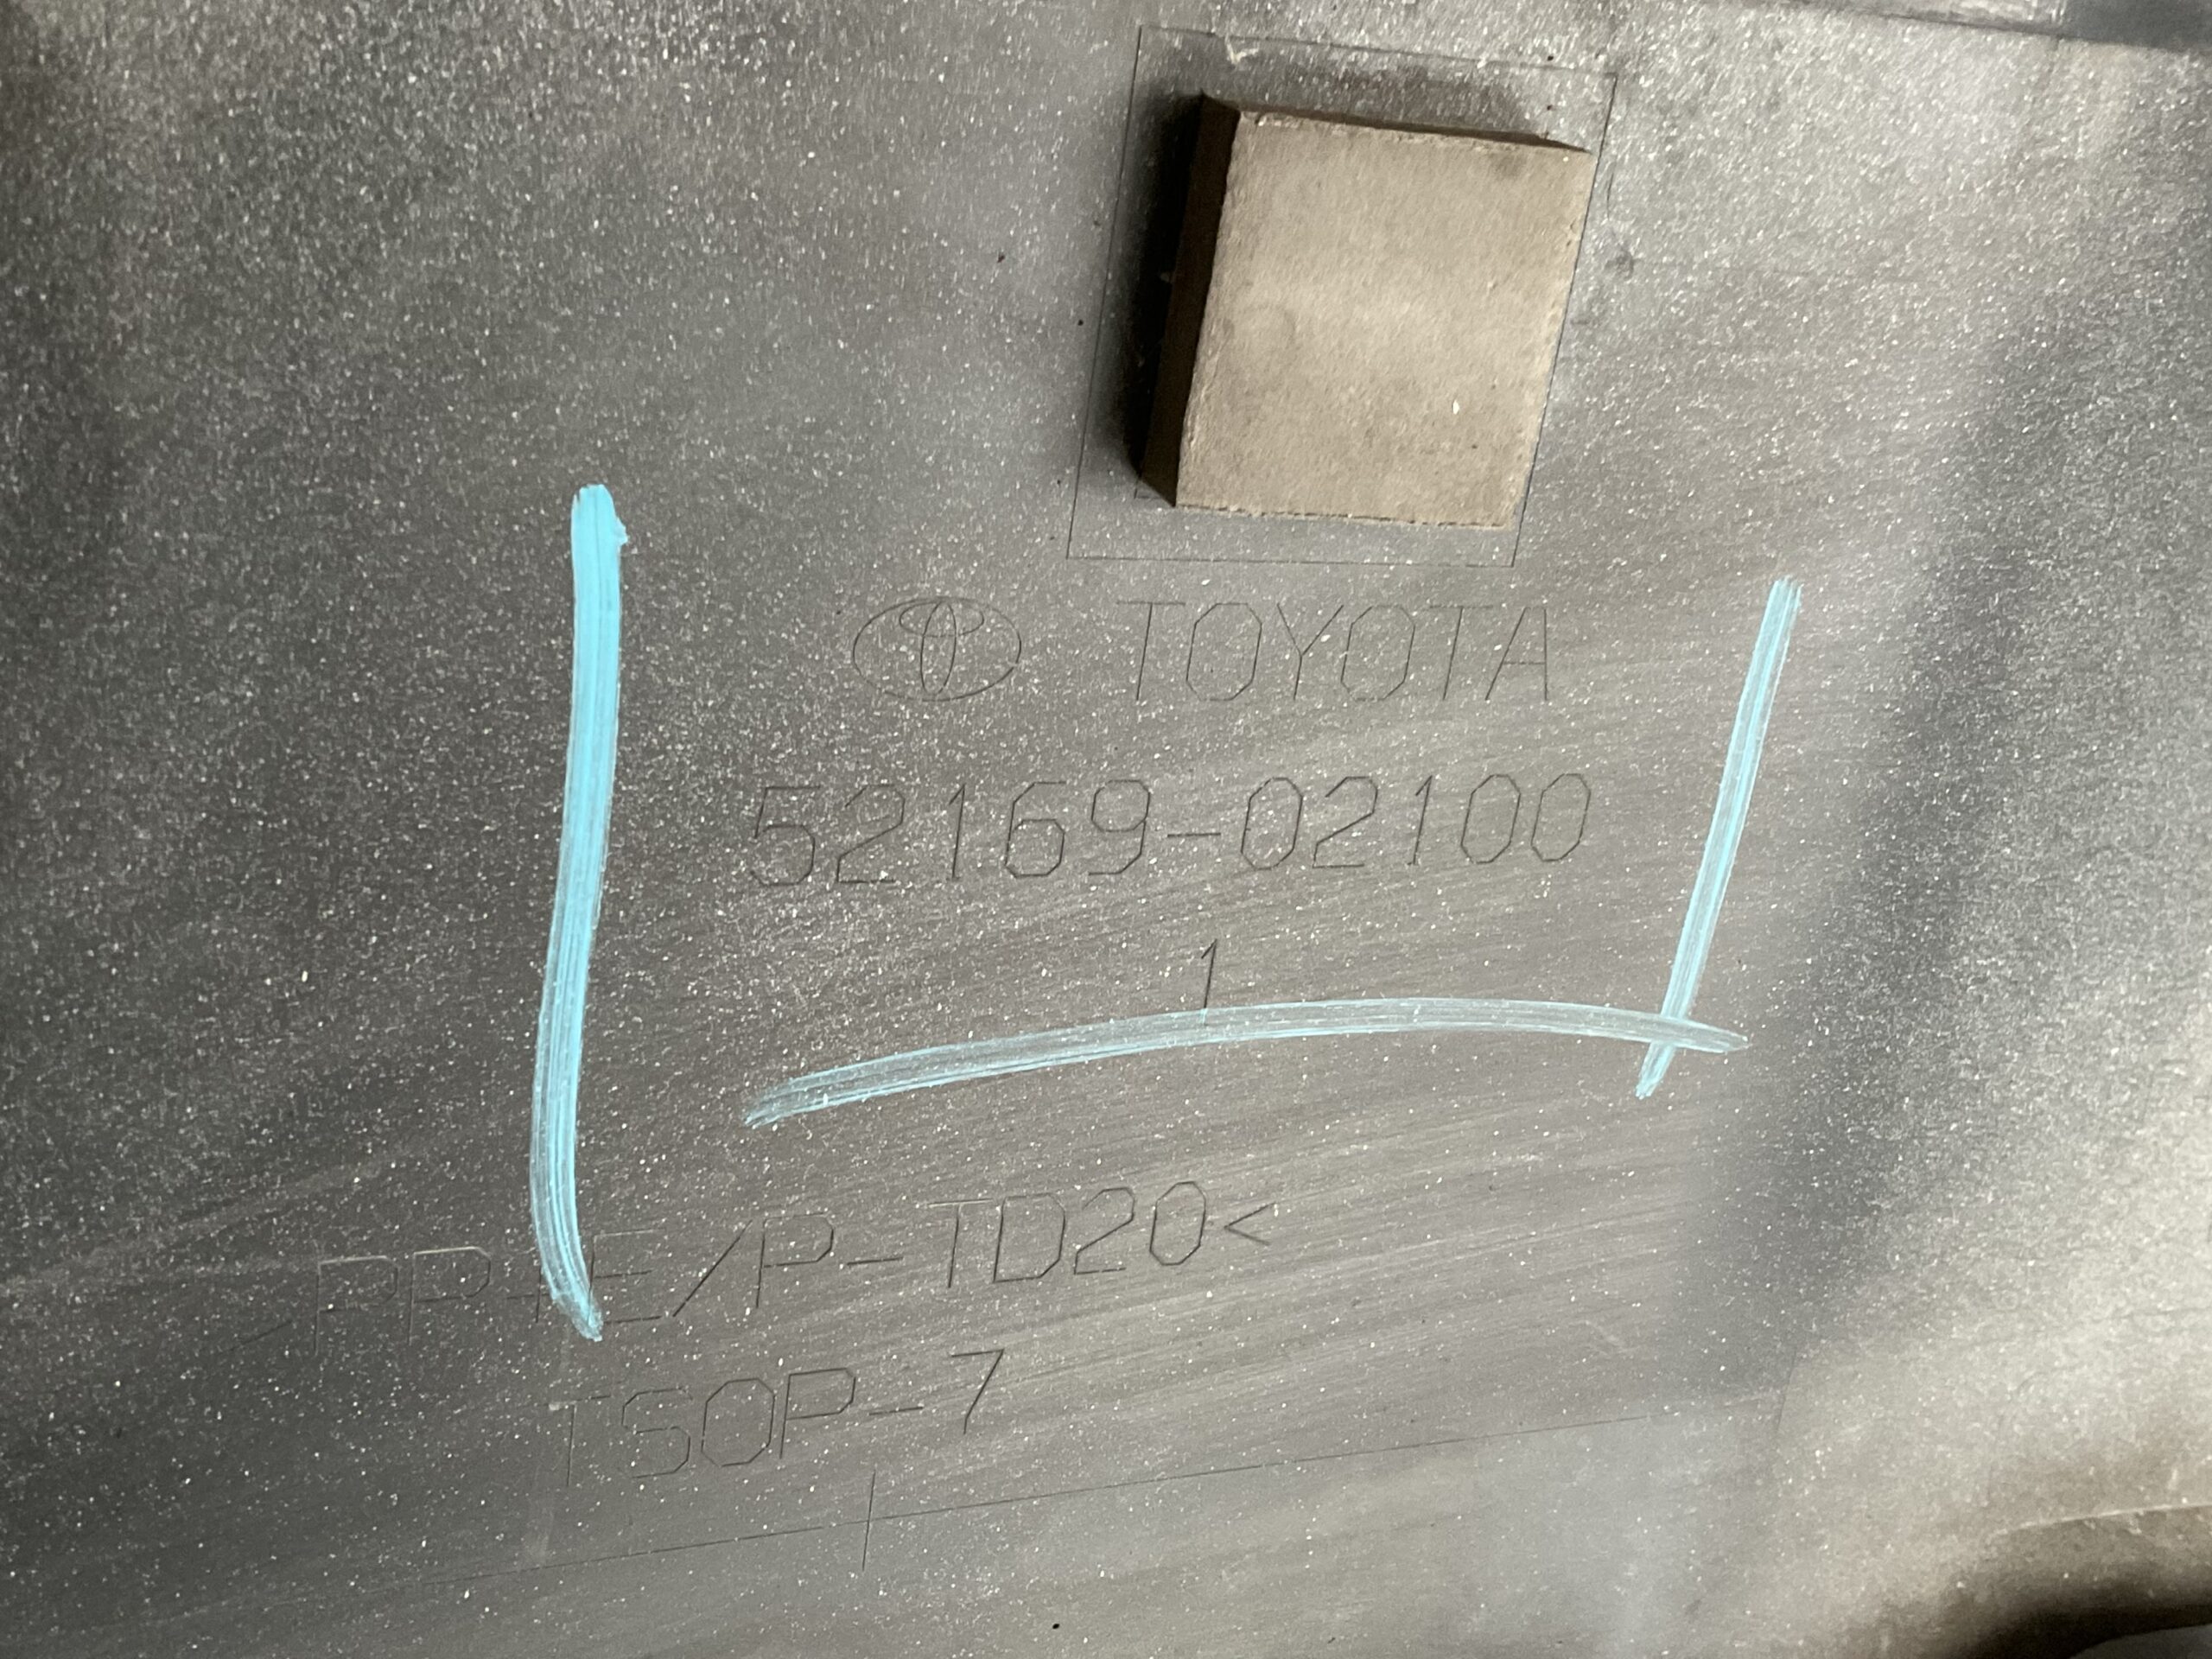 TOYOTA
52169-02100
1
>PP+E/P-TD20<
TSOP-7